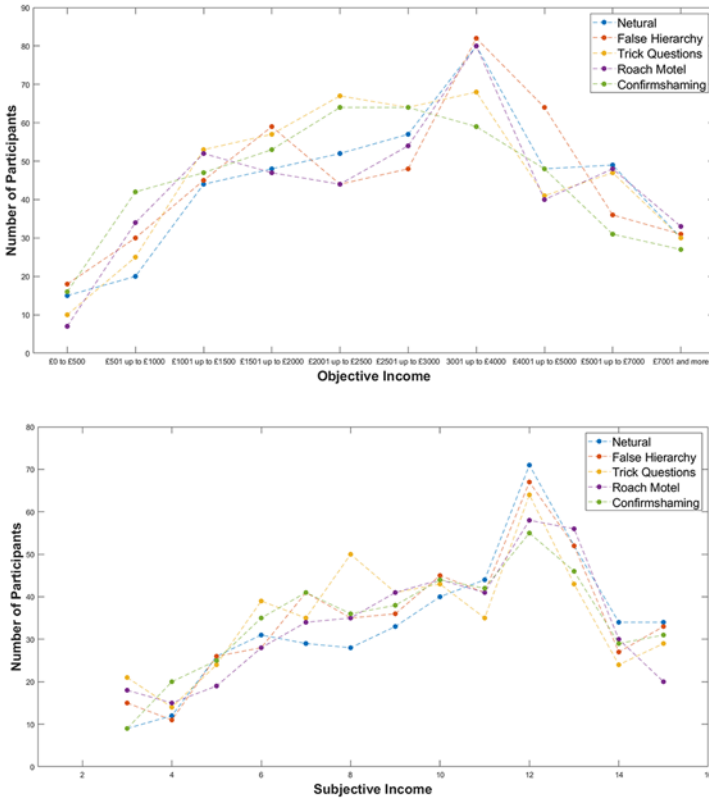 90
80
70
60
50
40
30
20
10
0
Number of Participants
Netural
False Hierarchy
Trick Questions
Roach Motel
Confirmshaming
£0 to £500 £501 up to £1000 £1001 up to £1500 £1501 up to £2000 £2001 up to £2500 £2501 up to £3000 3001 up to £4000 £4001 up to £5000 £5001 up to £7000 £7001 and more
Objective Income
80
70
60
50
40
30
20
10
0
Number of Participants
Netural
False Hierarchy
Trick Questions
Roach Motel
Confirmshaming
2 4 6 8 10 12 14 16
Subjective Income